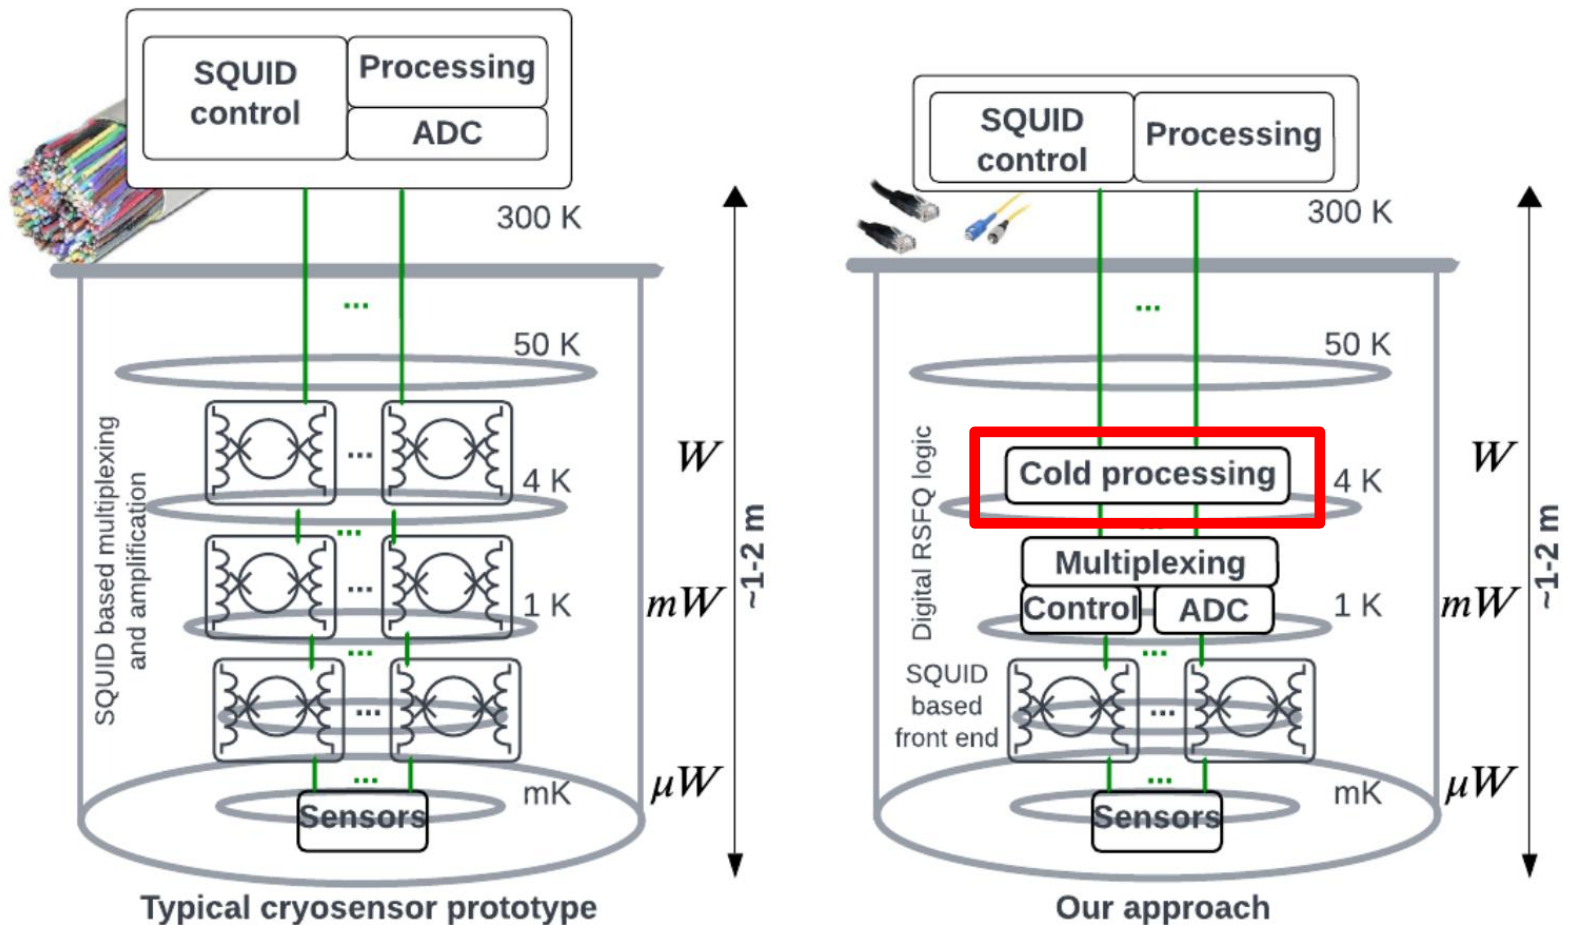 SQUID
control
Processing
ADC
300 K
...
50 K
SQUID based multiplexing
and amplification
...
4 K
W
...
...
1 K
mW
~1-2 m
...
...
mK
μW
...
Sensors
Typical cryosensor prototype
SQUID
control
Processing
300 K
...
50 K
Digital RSFQ logic
Cold processing
4 K
W
...
Multiplexing
Control
ADC
1 K
mW
~1-2 m
...
SQUID
based
front end
...
mK
μW
...
Sensors
Our approach